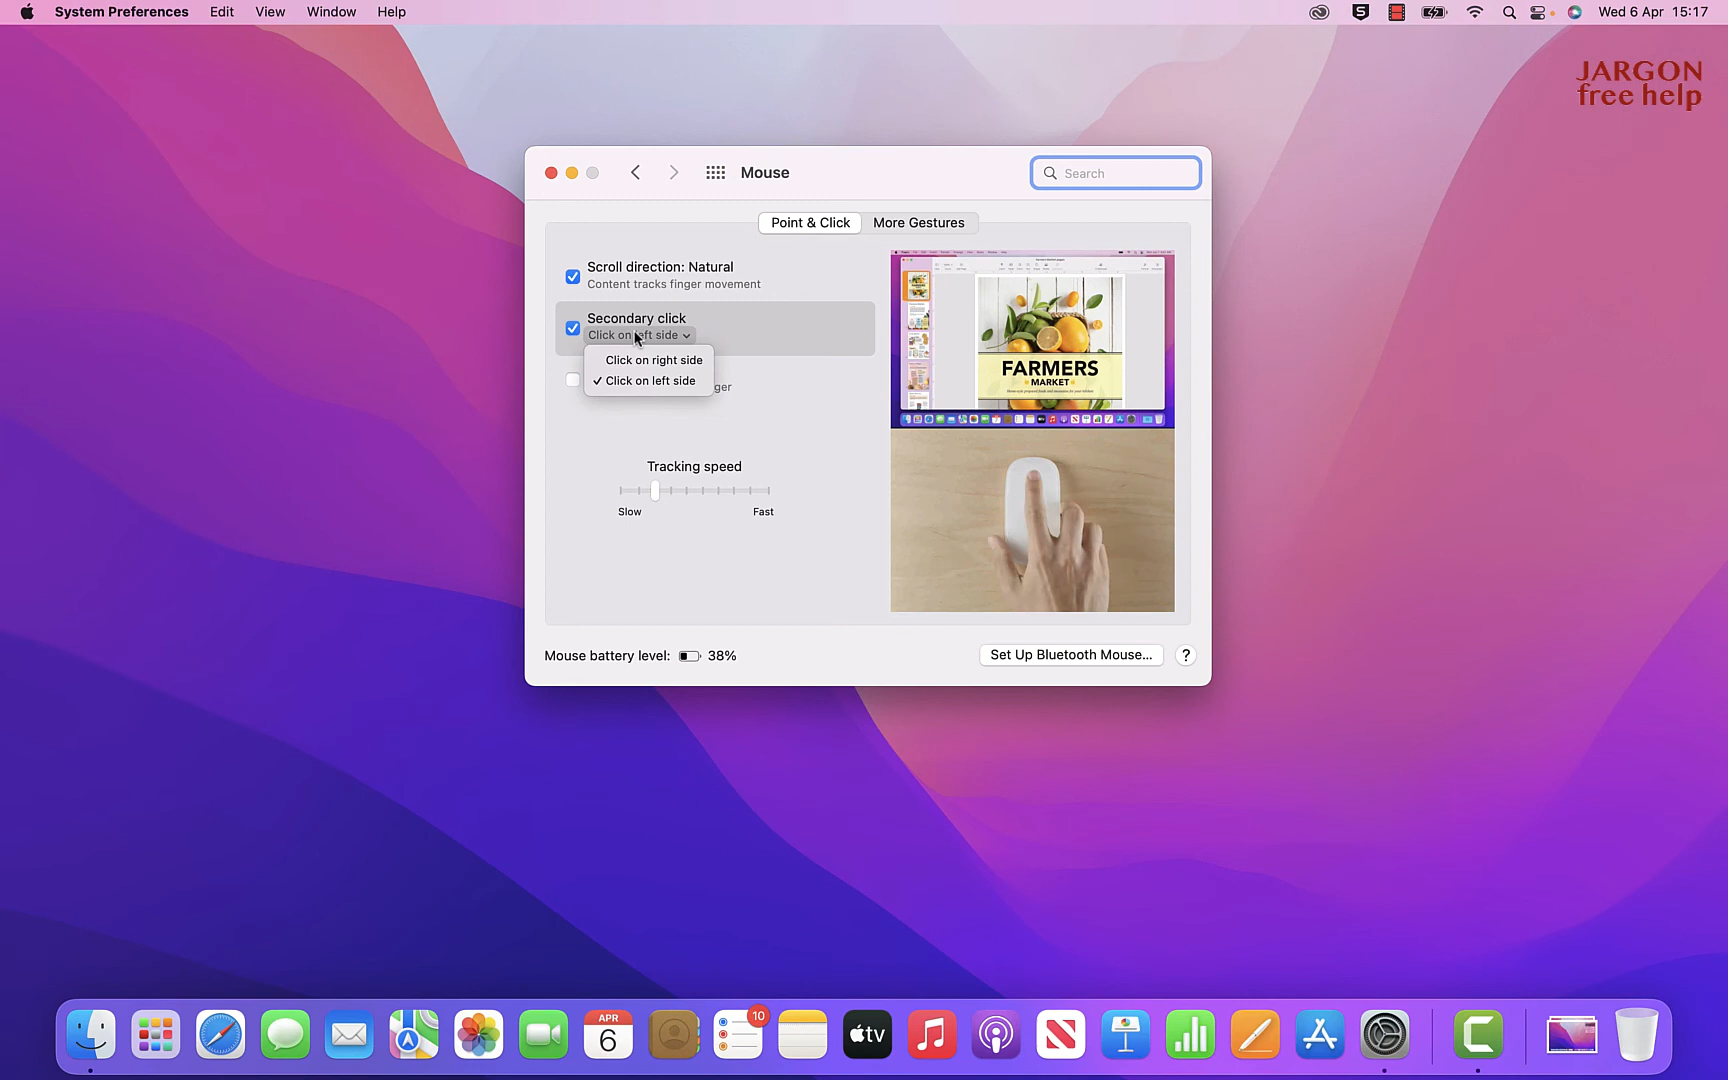 System Preferences Edit View Window Help Wed 6 Apr 15:17
JARGON
free help
Mouse
Search
Point & Click More Gestures
Scroll direction: Natural
Content tracks finger movement
Secondary click
Click on left side
Click on right side
✓ Click on left side
ger
FARMERS
MARKET
Tracking speed
Slow Fast
Mouse battery level: 38%
Set Up Bluetooth Mouse... ?
APR
6
10
tv